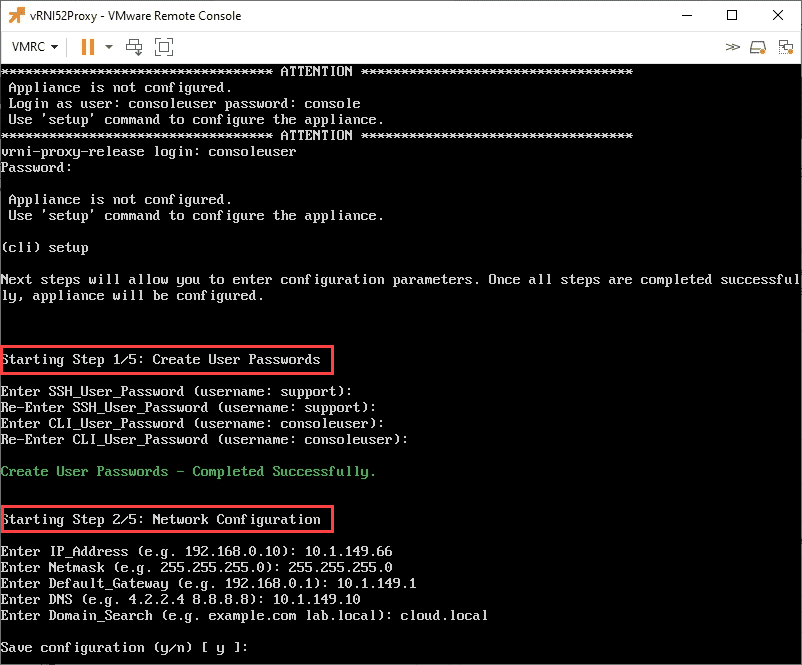 vRNI52Proxy - VMware Remote Console
VMRC
********************************** ATTENTION **********************************
Appliance is not configured.
Login as user: consoleuser password: console
Use 'setup' command to configure the appliance.
********************************** ATTENTION **********************************
vrni-proxy-release login: consoleuser
Password:
Appliance is not configured.
Use 'setup' command to configure the appliance.
(cli) setup
Next steps will allow you to enter configuration parameters. Once all steps are completed successful
ly, appliance will be configured.
Starting Step 1/5: Create User Passwords
Enter SSH_User_Password (username: support):
Re-Enter SSH_User_Password (username: support):
Enter CLI_User_Password (username: consoleuser):
Re-Enter CLI_User_Password (username: consoleuser):
Create User Passwords - Completed Successfully.
Starting Step 2/5: Network Configuration
Enter IP_Address (e.g. 192.168.0.10): 10.1.149.66
Enter Netmask (e.g. 255.255.255.0): 255.255.255.0
Enter Default_Gateway (e.g. 192.168.0.1): 10.1.149.1
Enter DNS (e.g. 4.2.2.4 8.8.8.8): 10.1.149.10
Enter Domain_Search (e.g. example.com lab.local): cloud.local
Save configuration (y/n) [ y ]: